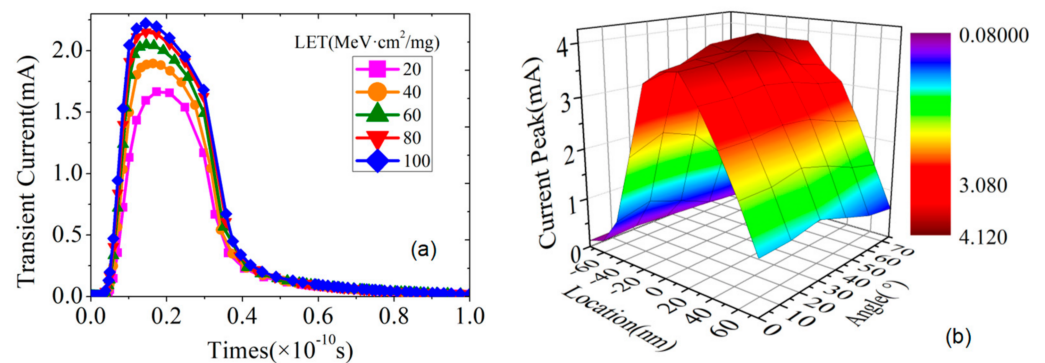 (a)
LET(MeV·cm²/mg)
20
40
60
80
100
Transient Current(mA)
2.0
1.5
1.0
0.5
0.0
0.0 0.2 0.4 0.6 0.8 1.0
Times(×10⁻¹⁰s)
Current Peak(mA)
4
3
2
1
0
-60 -40 -20 0 20 40 60
Location(nm)
0 10 20 30 40 50 60 70
Angle(°)
0.08000
3.080
4.120
(b)